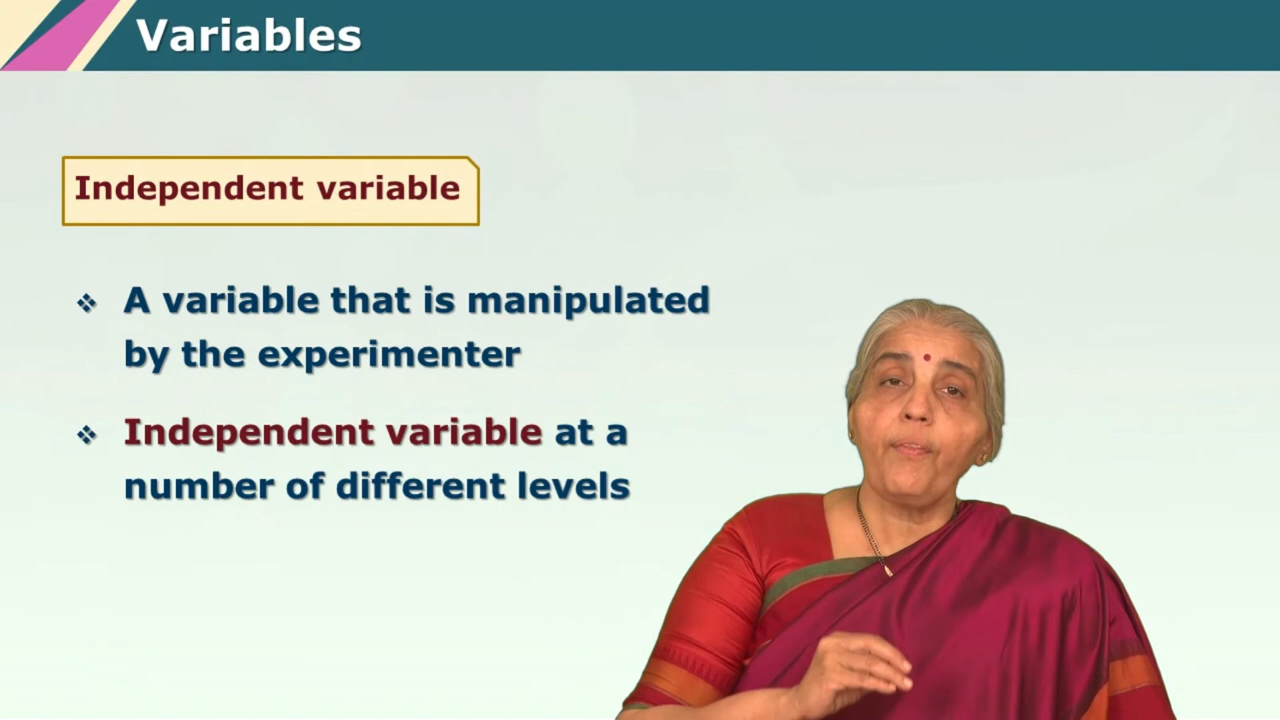 Variables
Independent variable
❖ A variable that is manipulated
by the experimenter
❖ Independent variable at a
number of different levels